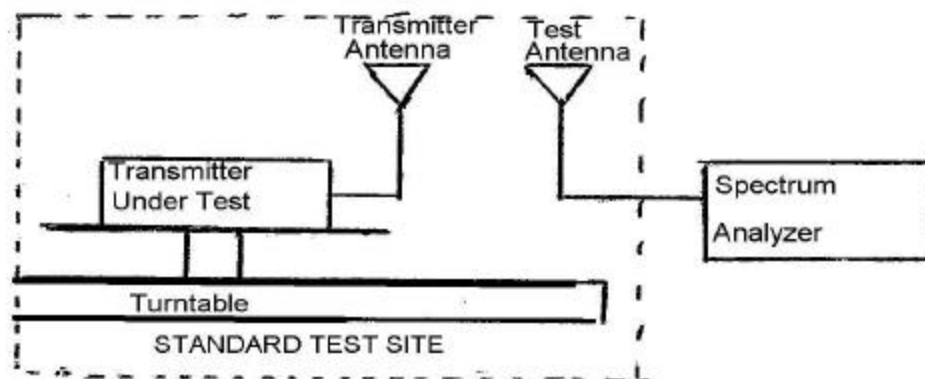 Transmitter
Antenna
Test
Antenna
Transmitter
Under Test
Spectrum
Analyzer
Turntable
STANDARD TEST SITE